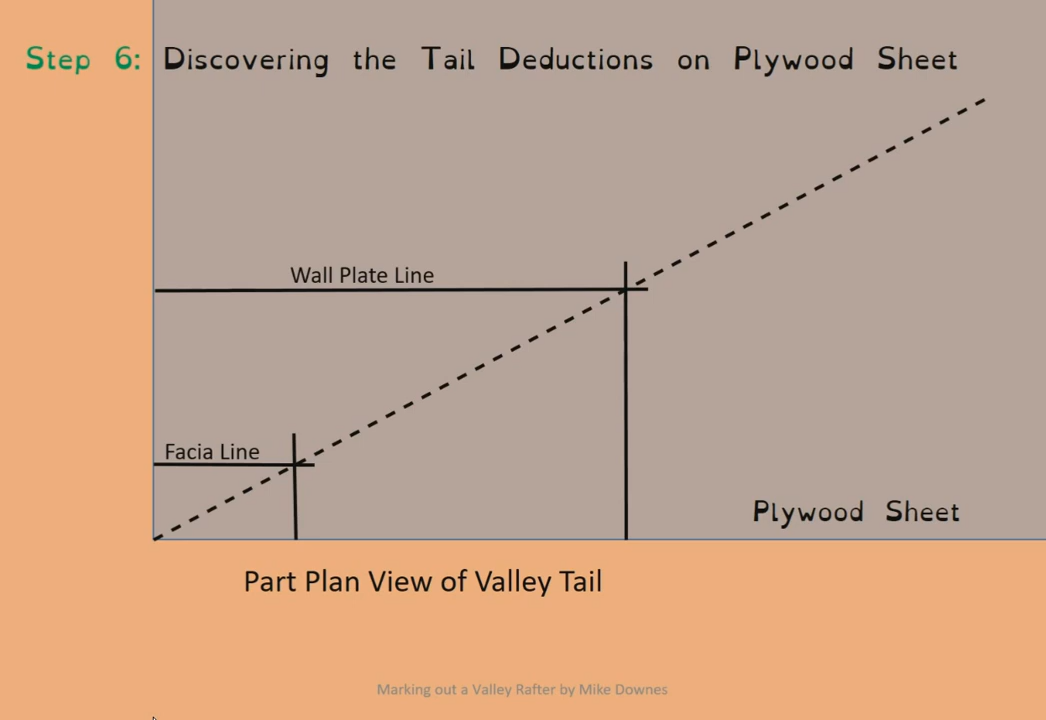 Step 6: Discovering the Tail Deductions on Plywood Sheet
Wall Plate Line
Facia Line
Plywood Sheet
Part Plan View of Valley Tail
Marking out a Valley Rafter by Mike Downes